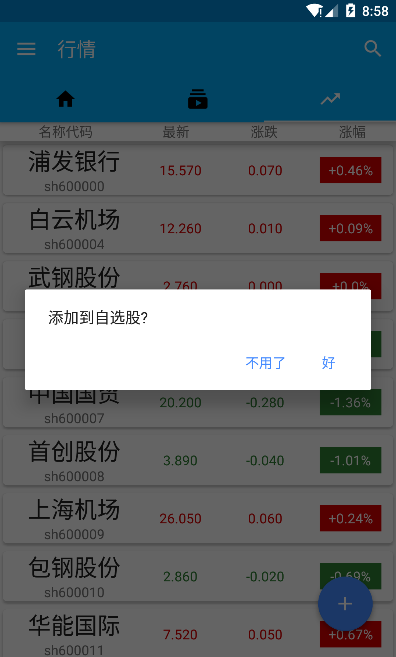 8:58
行情
名称代码 最新 涨跌 涨幅
浦发银行 15.570 0.070 +0.46%
sh600000
白云机场 12.260 0.010 +0.09%
sh600004
武钢股份 2.760 0.000 +0.0%
添加到自选股?
不用了 好
中国国贸 20.200 -0.280 -1.36%
sh600007
首创股份 3.890 -0.040 -1.01%
sh600008
上海机场 26.050 0.060 +0.24%
sh600009
包钢股份 2.860 -0.020 -0.69%
sh600010
华能国际 7.520 0.050 +0.67%
sh600011